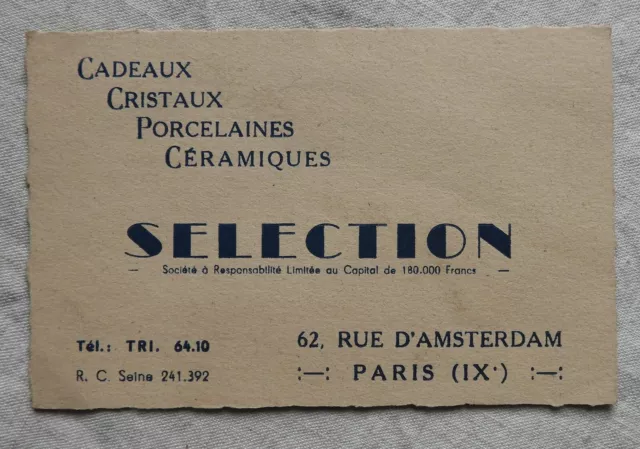 CADEAUX
CRISTAUX
PORCELAINES
CÉRAMIQUES
SELECTION
— Société à Responsabilité Limitée au Capital de 180.000 Francs —
Tél.: TRI. 64.10
62, RUE D'AMSTERDAM
R. C. Seine 241.392
:—: PARIS (IX•) :—: